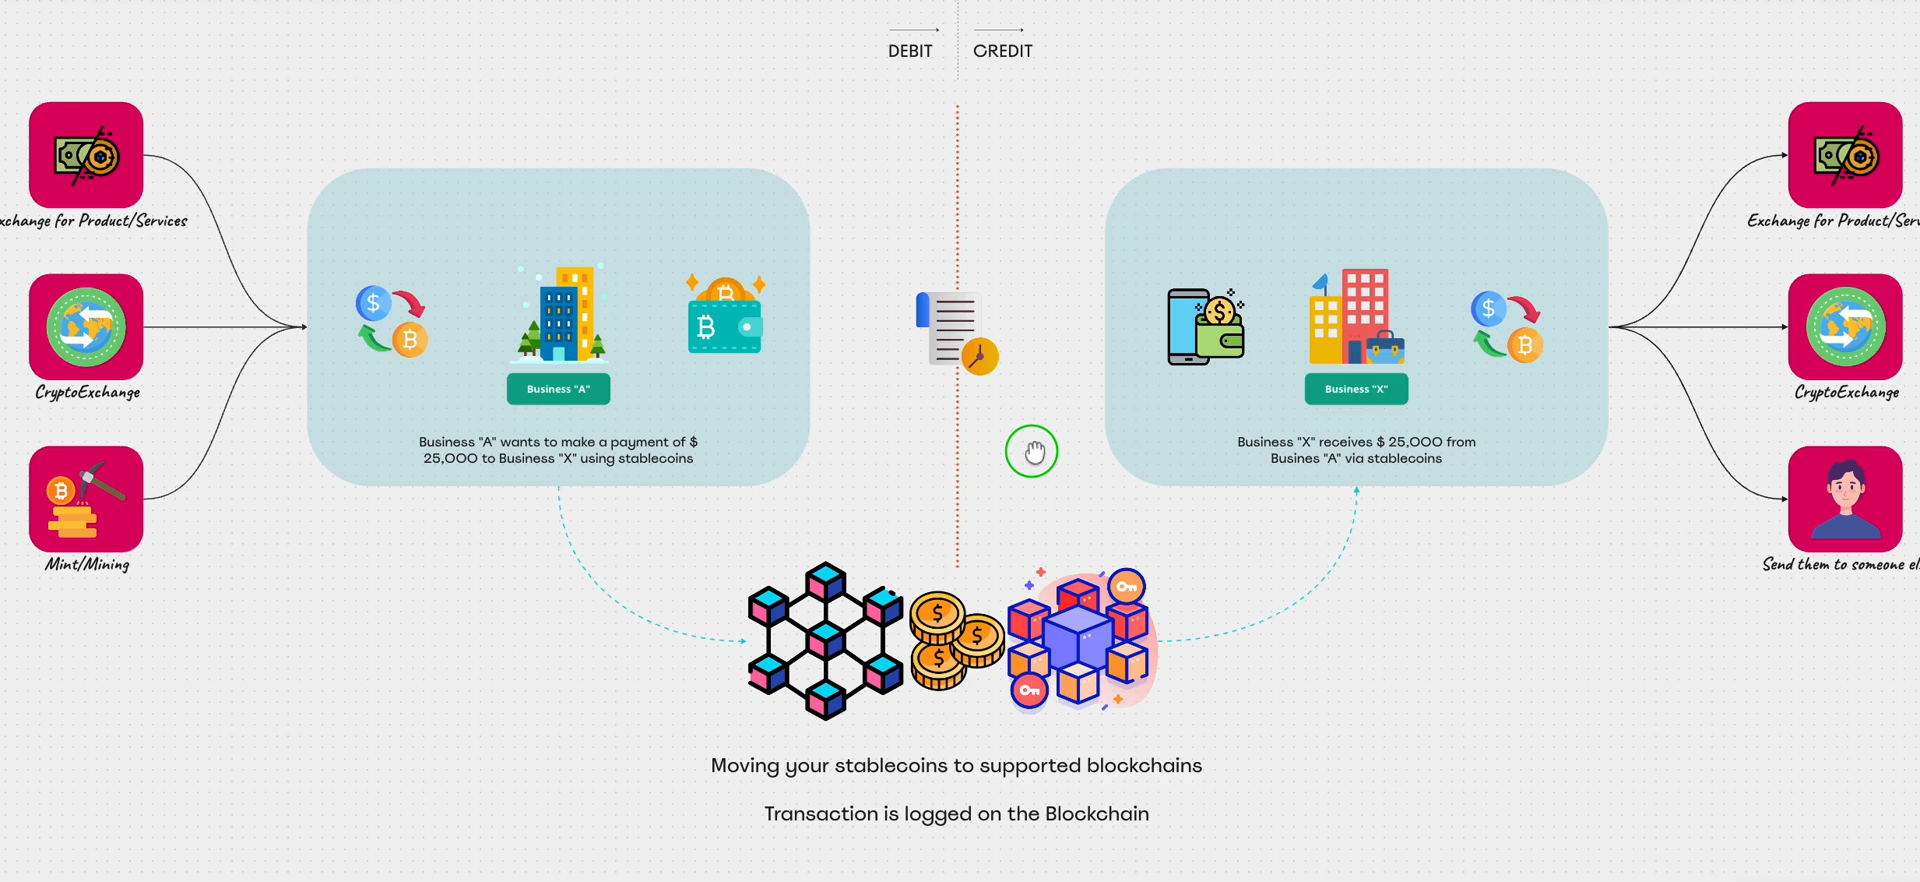 DEBIT
CREDIT
xchange for Product/Services
Exchange for Product/Serv
CryptoExchange
CryptoExchange
Business "A"
Business "X"
Business "A" wants to make a payment of $
25,000 to Business "X" using stablecoins
Business "X" receives $ 25,000 from
Busines "A" via stablecoins
Mint/Mining
Send them to someone el
Moving your stablecoins to supported blockchains
Transaction is logged on the Blockchain